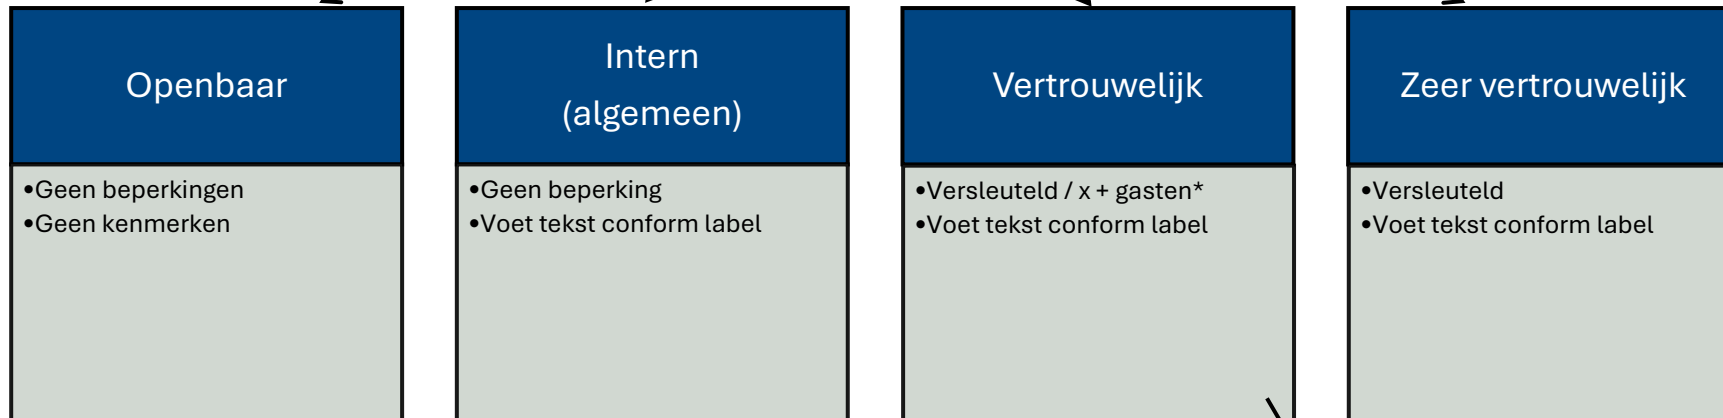 Openbaar
•Geen beperkingen
•Geen kenmerken
Intern
(algemeen)
•Geen beperking
•Voet tekst conform label
Vertrouwelijk
•Versleuteld / x + gasten*
•Voet tekst conform label
Zeer vertrouwelijk
•Versleuteld
•Voet tekst conform label